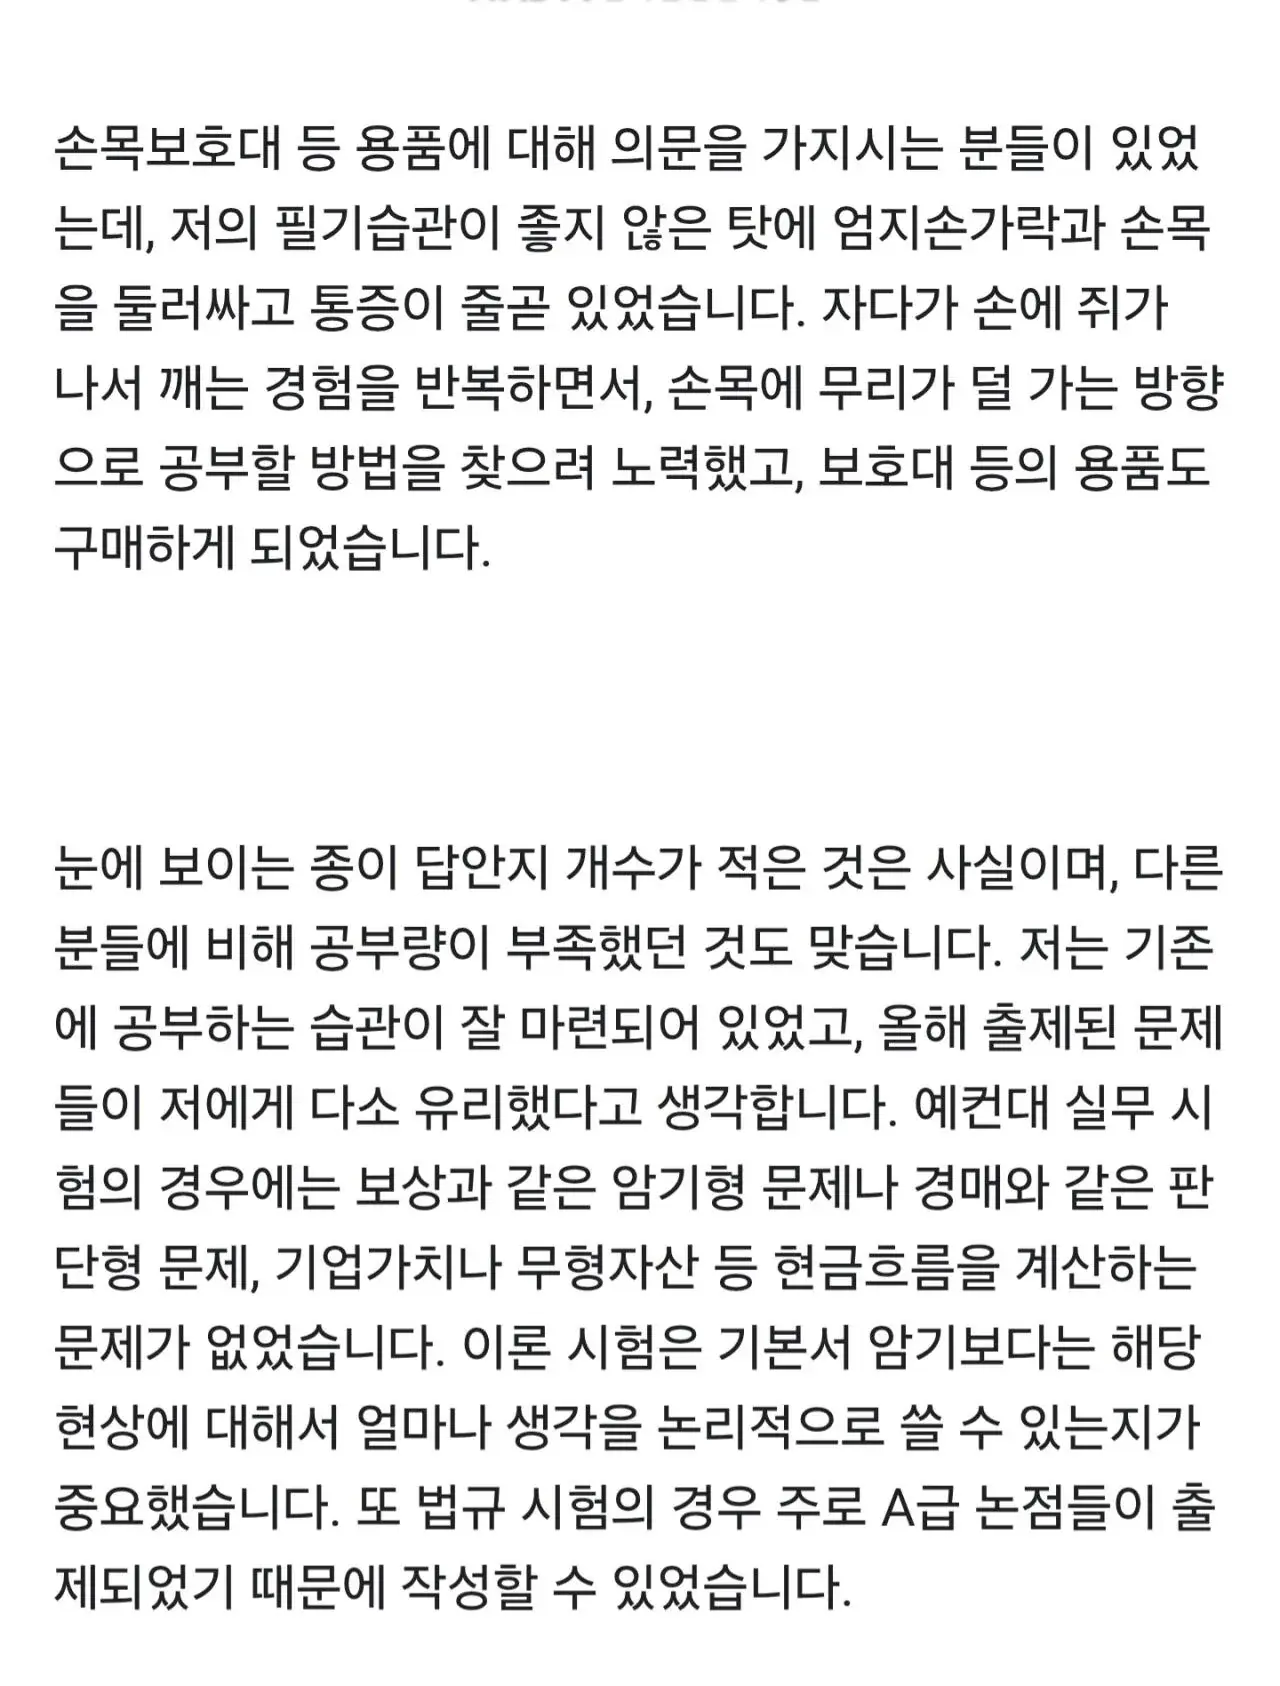 손목보호대 등 용품에 대해 의문을 가지시는 분들이 있었
는데, 저의 필기습관이 좋지 않은 탓에 엄지손가락과 손목
을 둘러싸고 통증이 줄곧 있었습니다. 자다가 손에 쥐가
나서 깨는 경험을 반복하면서, 손목에 무리가 덜 가는 방향
으로 공부할 방법을 찾으려 노력했고, 보호대 등의 용품도
구매하게 되었습니다.
눈에 보이는 종이 답안지 개수가 적은 것은 사실이며, 다른
분들에 비해 공부량이 부족했던 것도 맞습니다. 저는 기존
에 공부하는 습관이 잘 마련되어 있었고, 올해 출제된 문제
들이 저에게 다소 유리했다고 생각합니다. 예컨대 실무 시
험의 경우에는 보상과 같은 암기형 문제나 경매와 같은 판
단형 문제, 기업가치나 무형자산 등 현금흐름을 계산하는
문제가 없었습니다. 이론 시험은 기본서 암기보다는 해당
현상에 대해서 얼마나 생각을 논리적으로 쓸 수 있는지가
중요했습니다. 또 법규 시험의 경우 주로 A급 논점들이 출
제되었기 때문에 작성할 수 있었습니다.